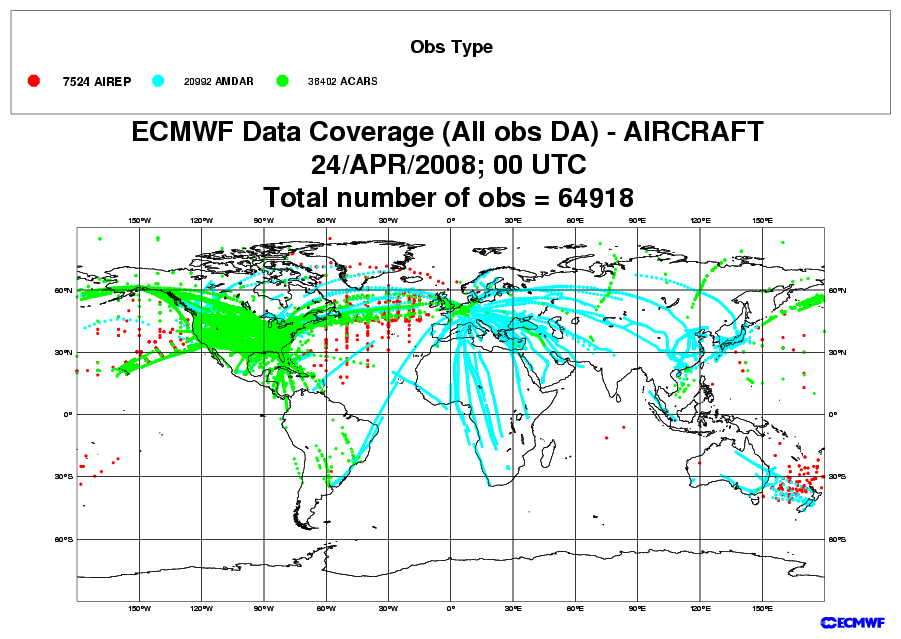 Obs Type
7524 AIREP 20992 AMDAR 36402 ACARS
ECMWF Data Coverage (All obs DA) - AIRCRAFT
24/APR/2008; 00 UTC
Total number of obs = 64918
150°W 120°W 90°W 60°W 30°W 0° 30°E 60°E 90°E 120°E 150°E
60°N 60°N
30°N 30°N
0° 0°
30°S 30°S
60°S 60°S
150°W 120°W 90°W 60°W 30°W 0° 30°E 60°E 90°E 120°E 150°E
ECMWF